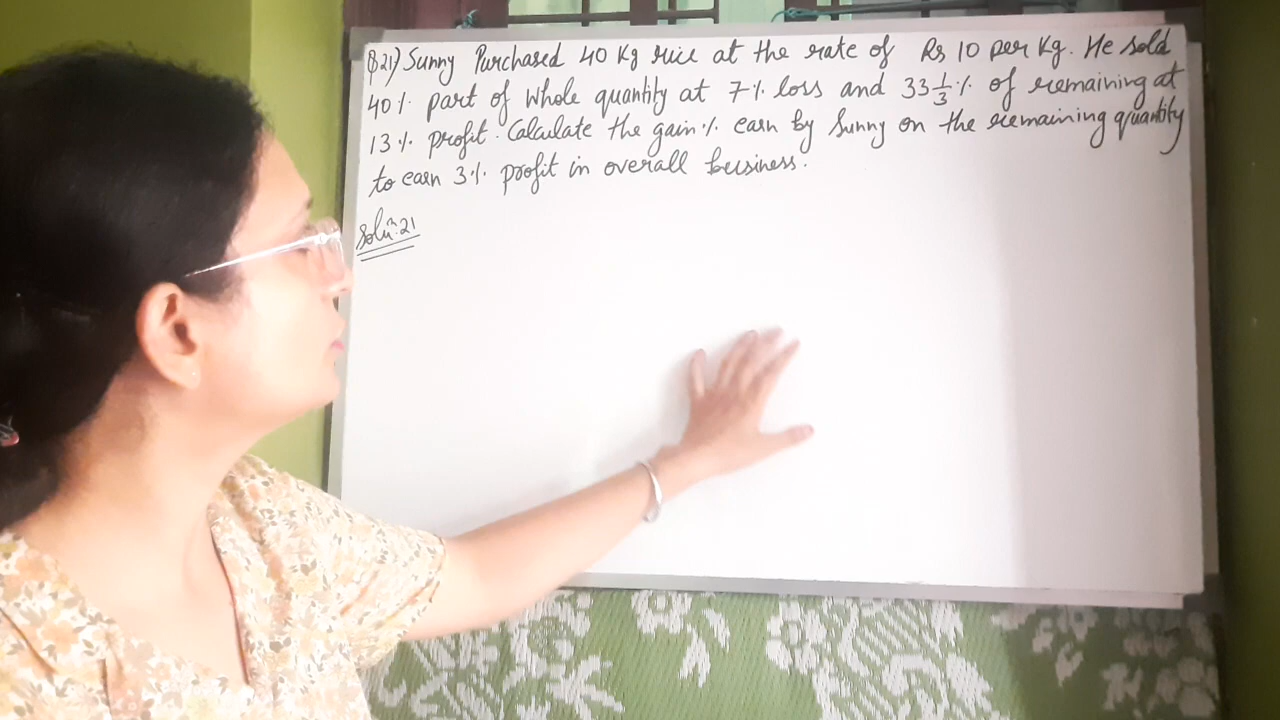 Q21) Sunny Purchased 40 Kg rice at the rate of Rs 10 per Kg. He sold
40% part of whole quantity at 7% loss and 33 1/3 % of remaining at
13% profit. Calculate the gain% earn by Sunny on the remaining quantity
to earn 3% profit in overall business.
Soln.21